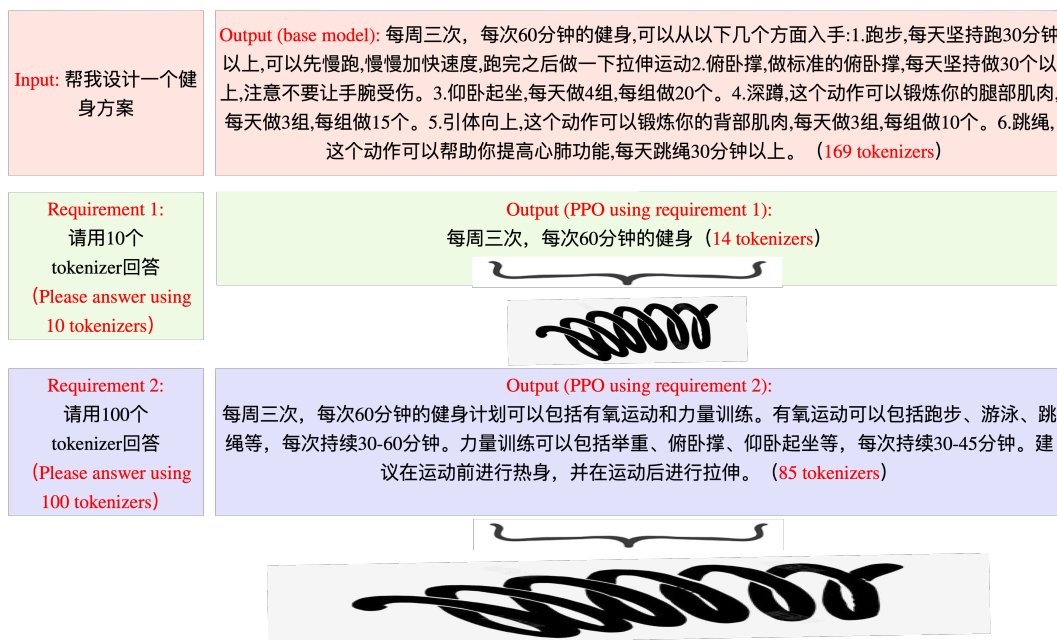 Input: 帮我设计一个健
身方案
Output (base model): 每周三次，每次60分钟的健身,可以从以下几个方面入手:1.跑步,每天坚持跑30分钟
以上,可以先慢跑,慢慢加快速度,跑完之后做一下拉伸运动2.俯卧撑,做标准的俯卧撑,每天坚持做30个以
上,注意不要让手腕受伤。3.仰卧起坐,每天做4组,每组做20个。4.深蹲,这个动作可以锻炼你的腿部肌肉,
每天做3组,每组做15个。5.引体向上,这个动作可以锻炼你的背部肌肉,每天做3组,每组做10个。6.跳绳,
这个动作可以帮助你提高心肺功能,每天跳绳30分钟以上。（169 tokenizers）
Requirement 1:
请用10个
tokenizer回答
（Please answer using
10 tokenizers）
Output (PPO using requirement 1):
每周三次，每次60分钟的健身（14 tokenizers）
Requirement 2:
请用100个
tokenizer回答
（Please answer using
100 tokenizers）
Output (PPO using requirement 2):
每周三次，每次60分钟的健身计划可以包括有氧运动和力量训练。有氧运动可以包括跑步、游泳、跳
绳等，每次持续30-60分钟。力量训练可以包括举重、俯卧撑、仰卧起坐等，每次持续30-45分钟。建
议在运动前进行热身，并在运动后进行拉伸。（85 tokenizers）